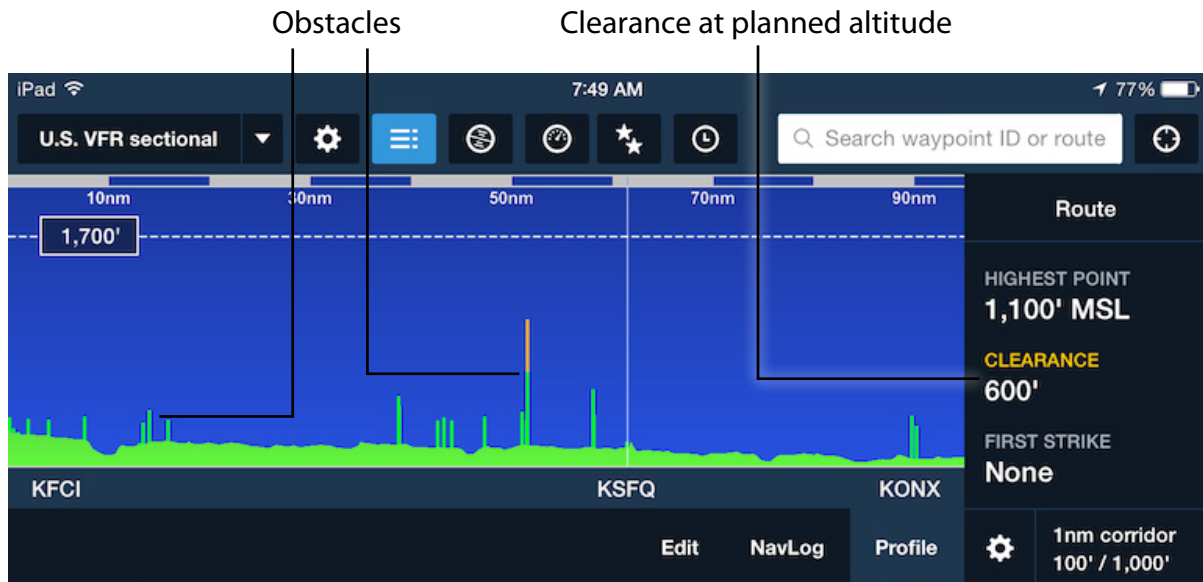 Obstacles
Clearance at planned altitude
iPad
7:49 AM
77%
U.S. VFR sectional
Search waypoint ID or route
10nm
30nm
50nm
70nm
90nm
1,700'
Route
HIGHEST POINT
1,100' MSL
CLEARANCE
600'
FIRST STRIKE
None
KFCI
KSFQ
KONX
Edit
NavLog
Profile
1nm corridor
100' / 1,000'